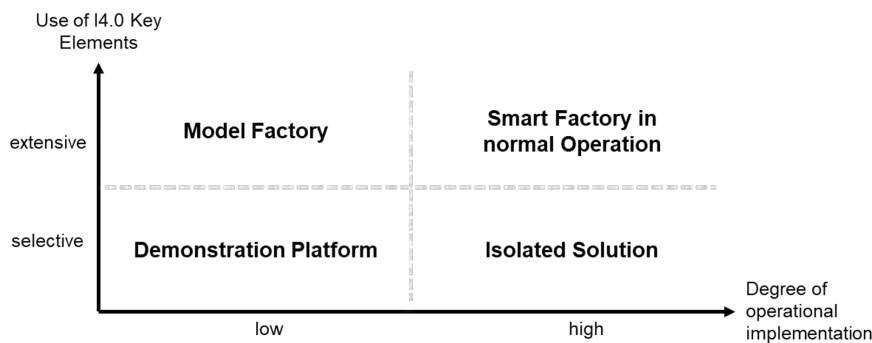 Use of I4.0 Key
Elements
extensive
Model Factory
Smart Factory in
normal Operation
selective
Demonstration Platform
Isolated Solution
low
high
Degree of
operational
implementation